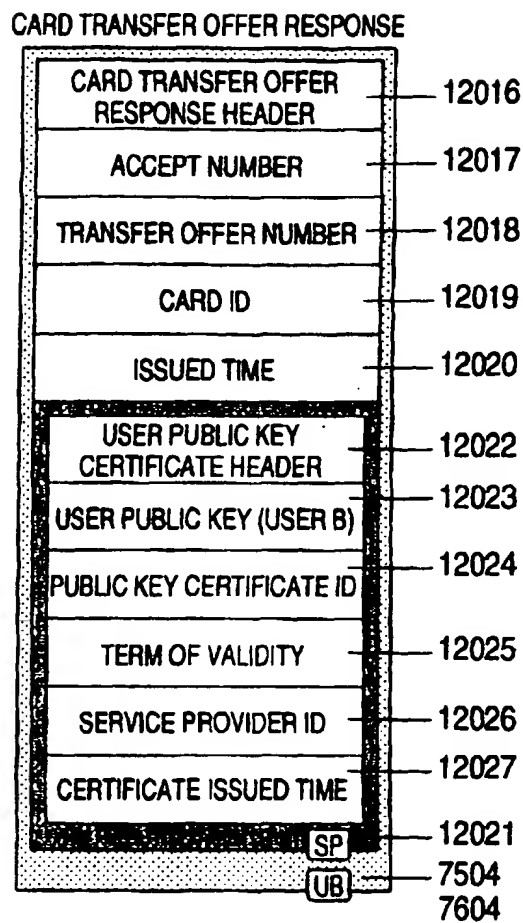 CARD TRANSFER OFFER RESPONSE
CARD TRANSFER OFFER
RESPONSE HEADER
12016
ACCEPT NUMBER
12017
TRANSFER OFFER NUMBER
12018
CARD ID
12019
ISSUED TIME
12020
USER PUBLIC KEY
CERTIFICATE HEADER
12022
USER PUBLIC KEY (USER B)
12023
PUBLIC KEY CERTIFICATE ID
12024
TERM OF VALIDITY
12025
SERVICE PROVIDER ID
12026
CERTIFICATE ISSUED TIME
12027
SP
12021
UB
7504
7604